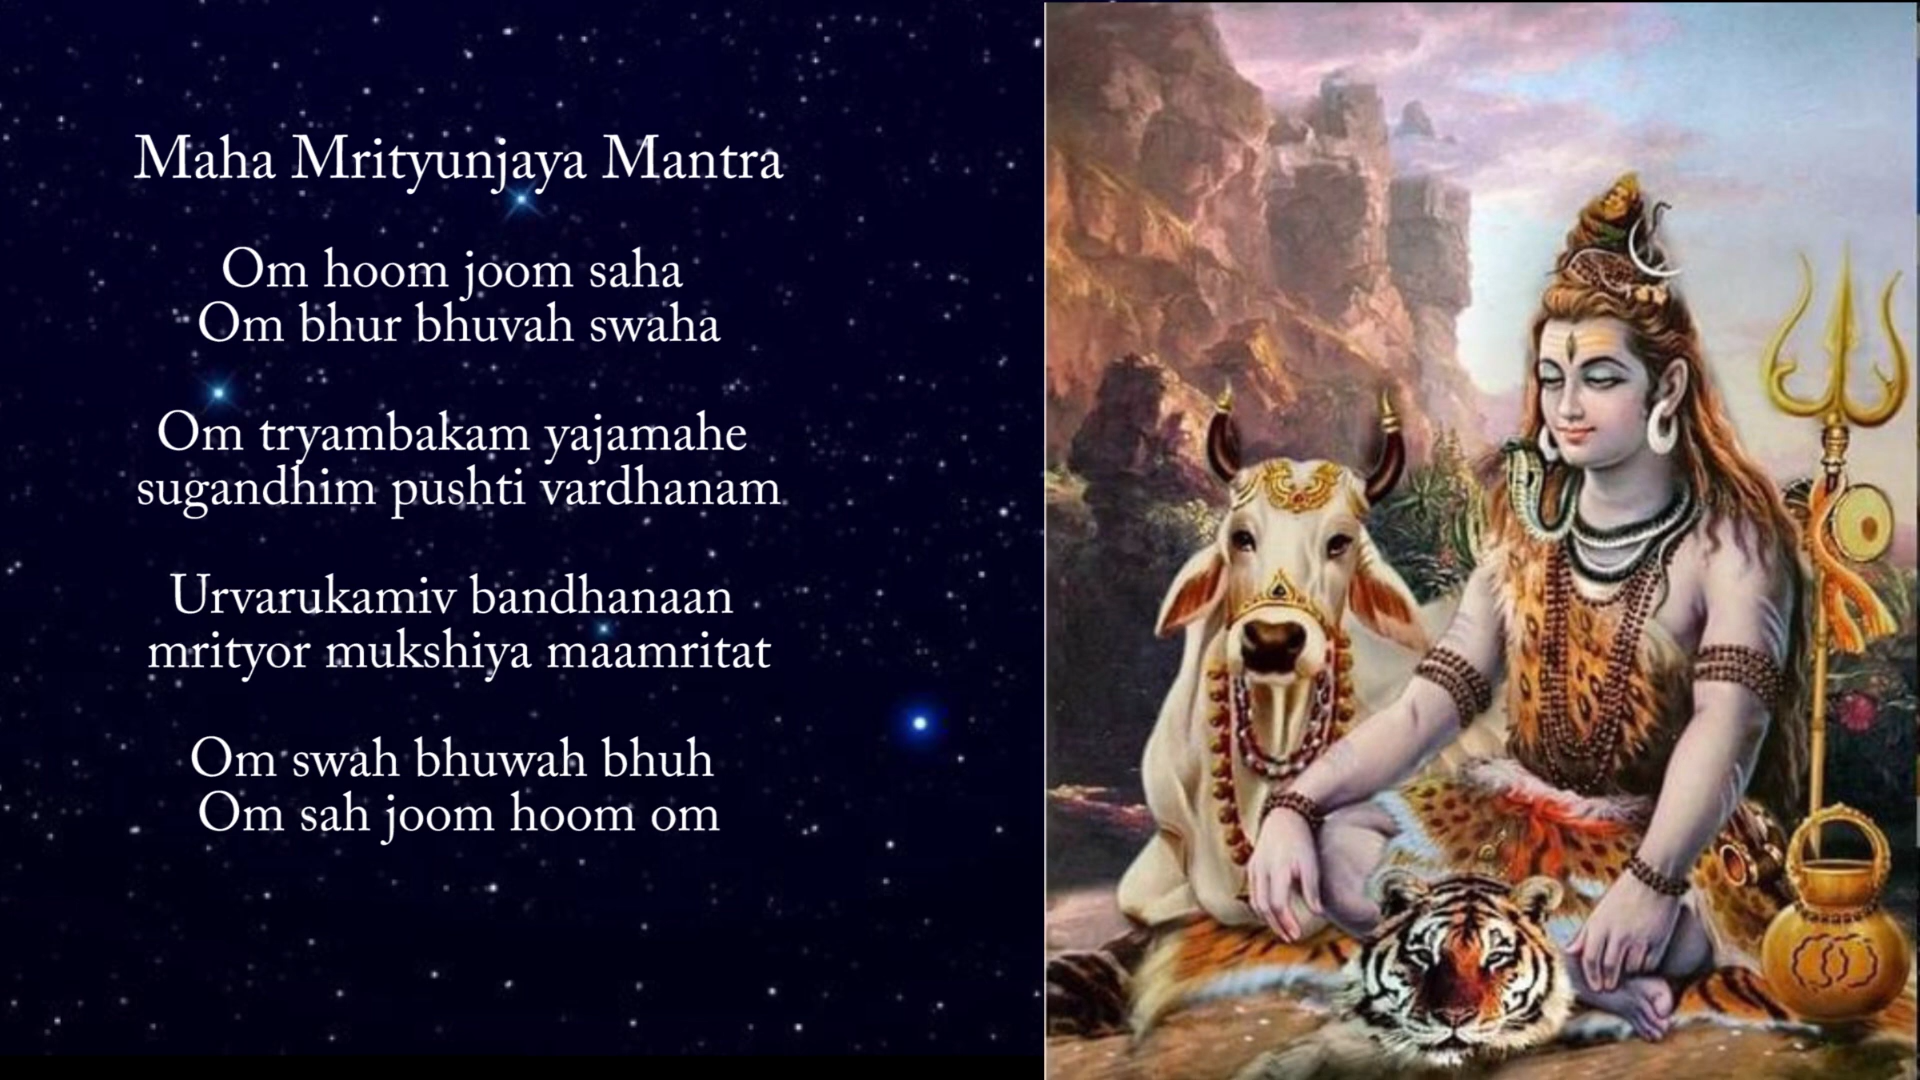 Maha Mrityunjaya Mantra
Om hoom joom saha
Om bhur bhuvah swaha
Om tryambakam yajamahe
sugandhim pushti vardhanam
Urvarukamiv bandhanaan
mrityor mukshiya maamritat
Om swah bhuwah bhuh
Om sah joom hoom om